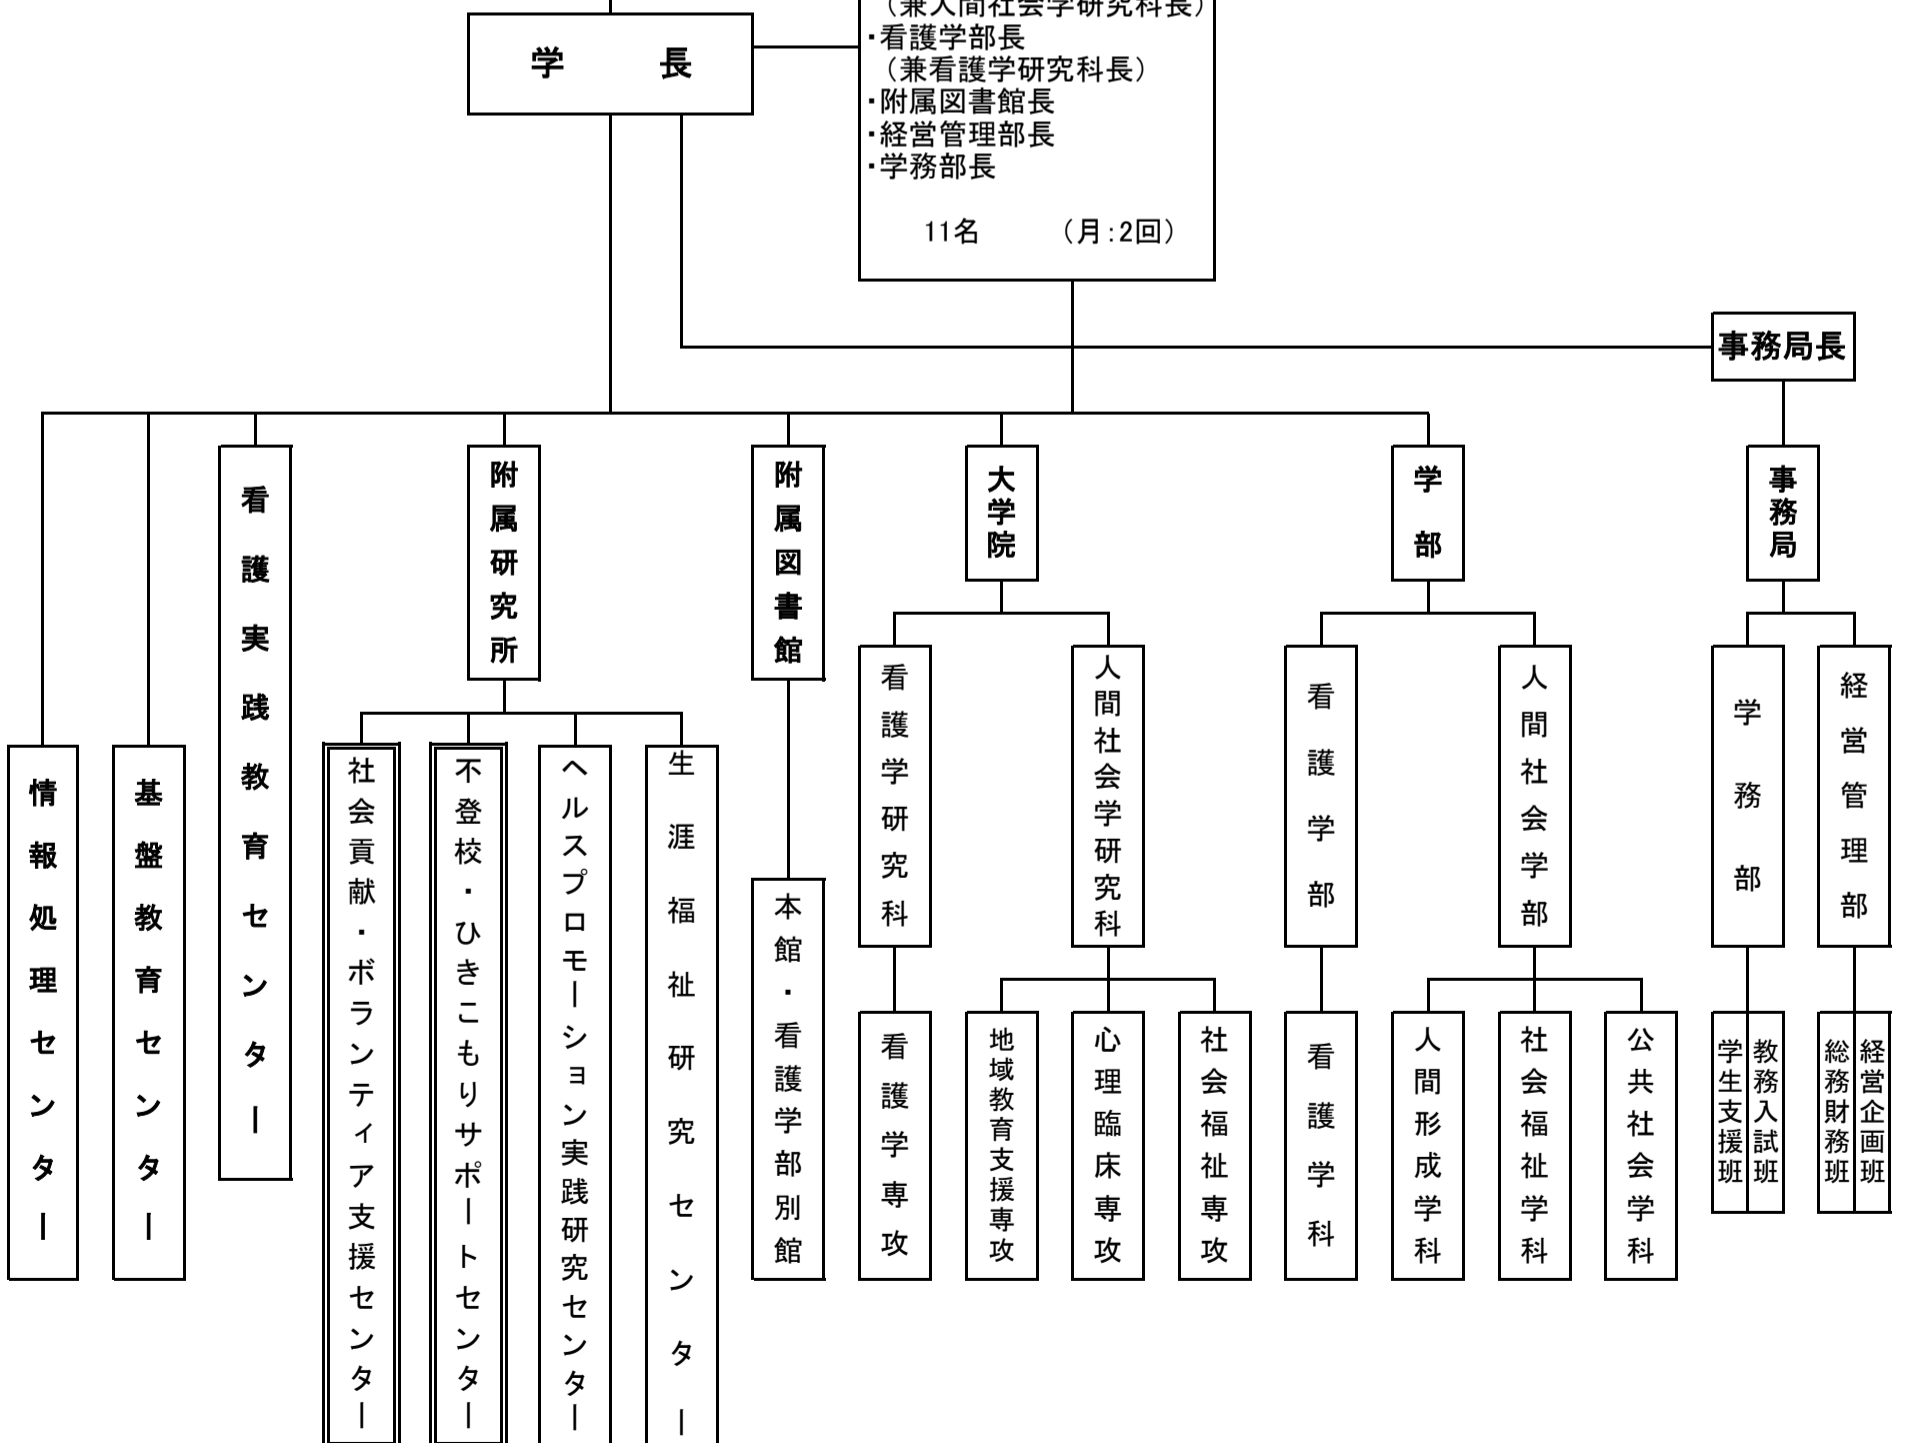 （兼人間社会学研究科長）
・看護学部長
（兼看護学研究科長）
・附属図書館長
・経営管理部長
・学務部長
11名　（月：2回）
学　長
事務局長
看護実践教育センター
附属研究所
附属図書館
大学院
学部
事務局
看護学研究科
人間社会学研究科
看護学部
人間社会学部
学務部
経営管理部
情報処理センター
基盤教育センター
社会貢献・ボランティア支援センター
不登校・ひきこもりサポートセンター
ヘルスプロモーション実践研究センター
生涯福祉研究センター
本館・看護学部別館
看護学専攻
地域教育支援専攻
心理臨床専攻
社会福祉専攻
看護学科
人間形成学科
社会福祉学科
公共社会学科
学生支援班
教務入試班
総務財務班
経営企画班